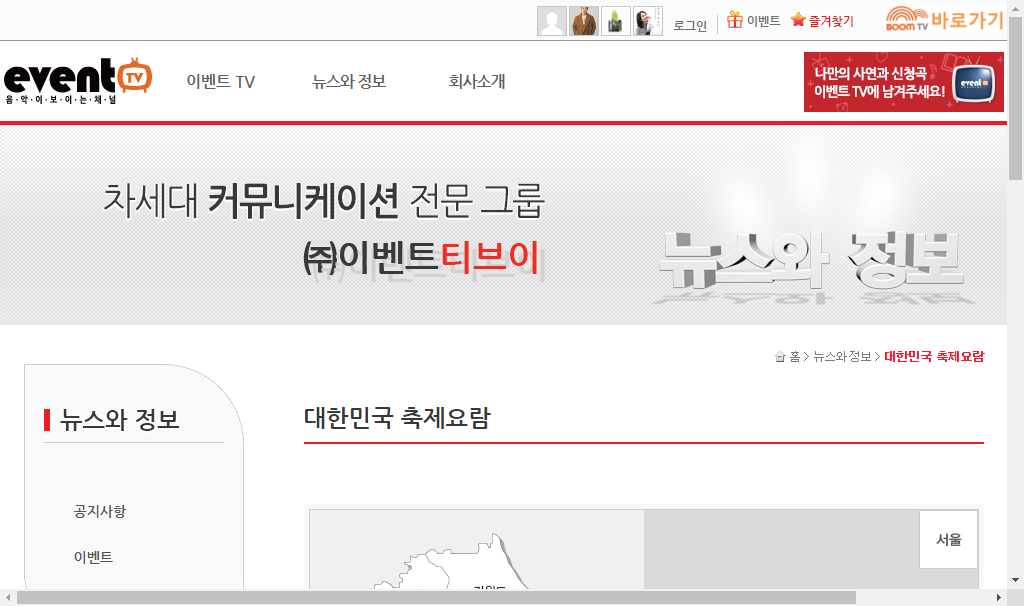 로그인
이벤트
즐겨찾기
BOOM TV 바로가기
event TV
음·악·이·보·이·는·채·널
이벤트 TV
뉴스와 정보
회사소개
나만의 사연과 신청곡
이벤트 TV에 남겨주세요!
event
차세대 커뮤니케이션 전문 그룹
㈜이벤트티브이
뉴스와 정보
홈 > 뉴스와 정보 > 대한민국 축제요람
뉴스와 정보
대한민국 축제요람
공지사항
이벤트
서울
강원도